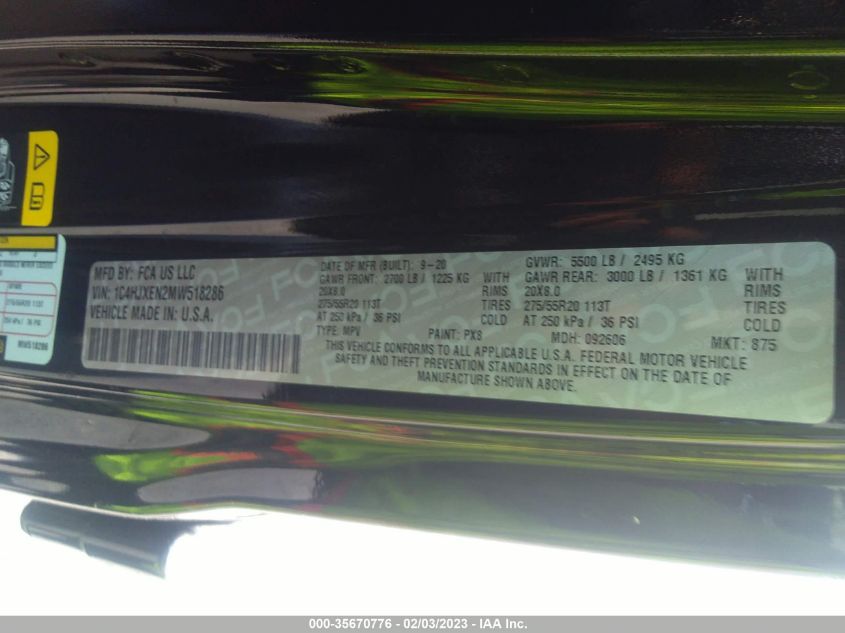 MFD BY: FCA US LLC
VIN: 1C4HJXEN2MW518286
VEHICLE MADE IN: U.S.A.
DATE OF MFR (BUILT): 9-20
GVWR: 5500 LB / 2495 KG
GAWR FRONT: 2700 LB / 1225 KG WITH
20X8.0 RIMS
275/55R20 113T TIRES
AT 250 kPa / 36 PSI COLD
GAWR REAR: 3000 LB / 1361 KG WITH
20X8.0 RIMS
275/55R20 113T TIRES
AT 250 kPa / 36 PSI COLD
TYPE: MPV PAINT: PX8 MDH: 092606 MKT: 875
THIS VEHICLE CONFORMS TO ALL APPLICABLE U.S.A. FEDERAL MOTOR VEHICLE
SAFETY AND THEFT PREVENTION STANDARDS IN EFFECT ON THE DATE OF
MANUFACTURE SHOWN ABOVE.
MW518286
000-35670776 - 02/03/2023 - IAA Inc.